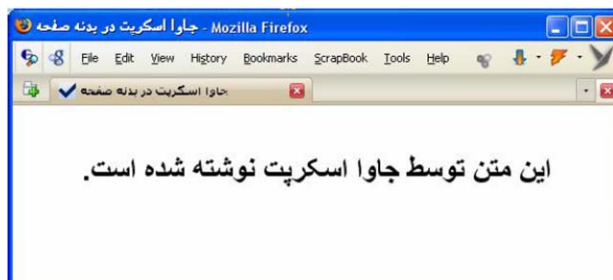 جاوا اسکریپت در بدنه صفحه - Mozilla Firefox
File Edit View History Bookmarks ScrapBook Tools Help
جاوا اسکریپت در بدنه صفحه
این متن توسط جاوا اسکریپت نوشته شده است.